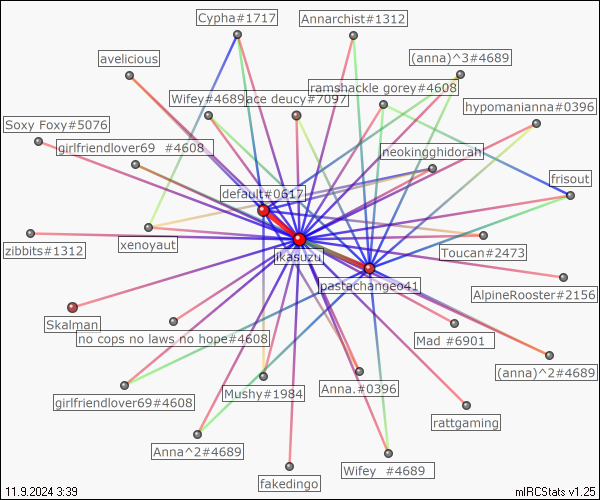 Cypha#1717
Annarchist#1312
avelicious
(anna)^3#4689
ramshackle gorey#4608
Wifey#4689
ace deucy#7097
hypomanianna#0396
Soxy Foxy#5076
girlfriendlover69 #4608
neokingghidorah
frisout
default#0617
zibbits#1312
xenoyaut
ikasuzu
Toucan#2473
pastachangeo41
AlpineRooster#2156
Skalman
no cops no laws no hope#4608
Mad #6901
(anna)^2#4689
girlfriendlover69#4608
Mushy#1984
Anna.#0396
rattgaming
Anna^2#4689
fakedingo
Wifey #4689
11.9.2024 3:39
mIRCStats v1.25